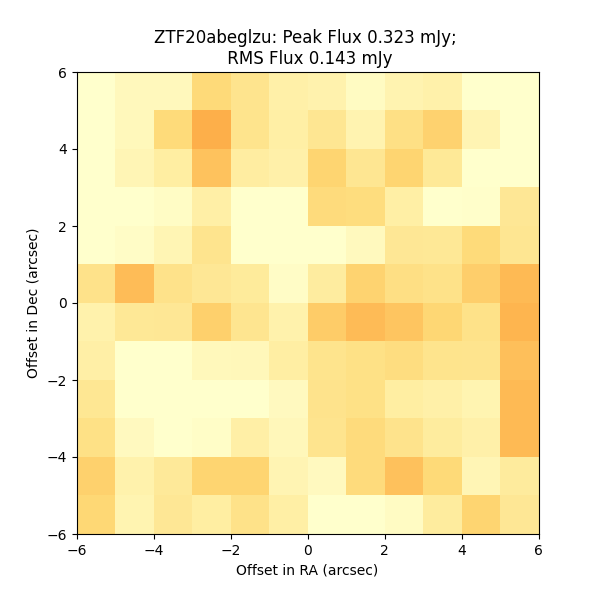 ZTF20abeglzu: Peak Flux 0.323 mJy;
RMS Flux 0.143 mJy
6
4
2
0
−2
−4
−6
Offset in Dec (arcsec)
−6 −4 −2 0 2 4 6
Offset in RA (arcsec)